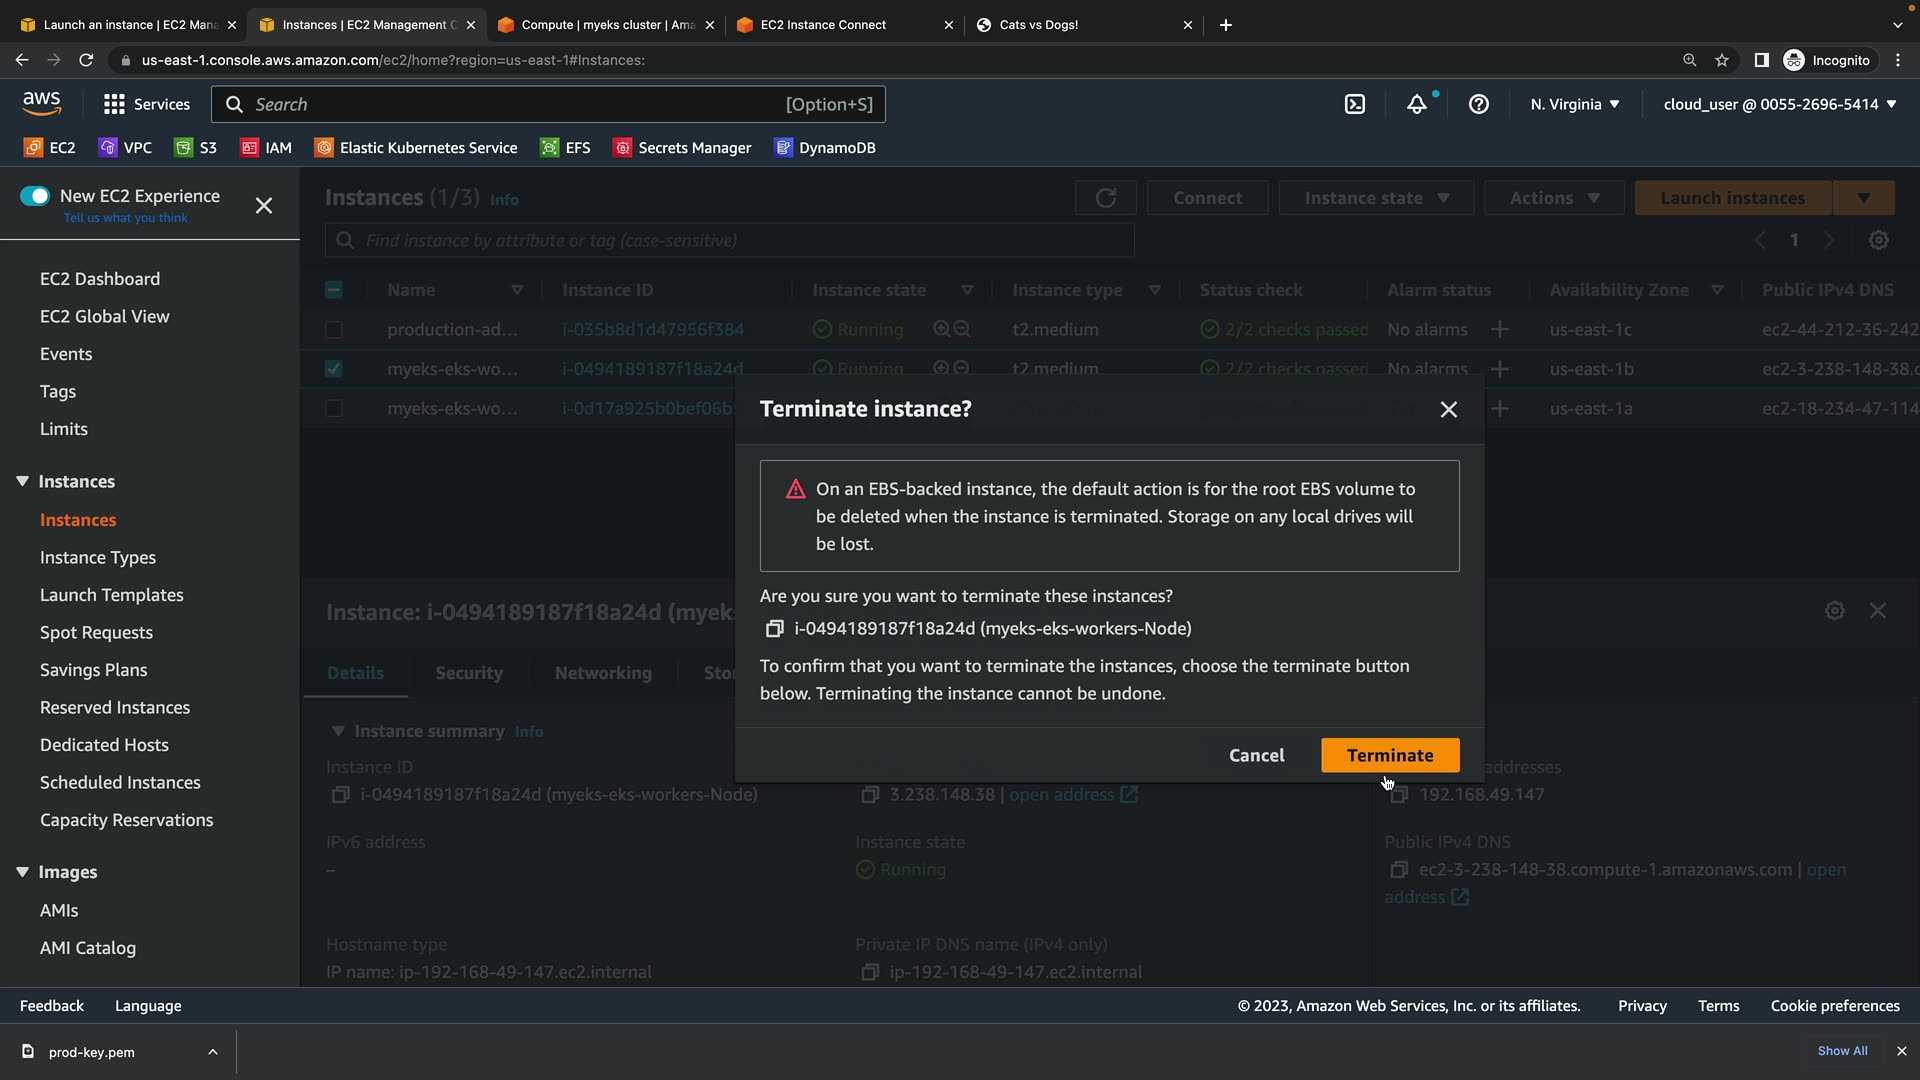 Launch an instance | EC2 Mana
Instances | EC2 Management C
Compute | myeks cluster | Ama
EC2 Instance Connect
Cats vs Dogs!
us-east-1.console.aws.amazon.com/ec2/home?region=us-east-1#Instances:
Incognito
aws
Services
Search
[Option+S]
N. Virginia
cloud_user @ 0055-2696-5414
EC2
VPC
S3
IAM
Elastic Kubernetes Service
EFS
Secrets Manager
DynamoDB
New EC2 Experience
Tell us what you think
EC2 Dashboard
EC2 Global View
Events
Tags
Limits
Instances
Instances
Instance Types
Launch Templates
Spot Requests
Savings Plans
Reserved Instances
Dedicated Hosts
Scheduled Instances
Capacity Reservations
Images
AMIs
AMI Catalog
Instances (1/3) Info
Connect
Instance state
Actions
Launch instances
Find instance by attribute or tag (case-sensitive)
1
Name Instance ID Instance state Instance type Status check Alarm status Availability Zone Public IPv4 DNS
production-ad... i-035b8d1d47956f384 Running t2.medium 2/2 checks passed No alarms us-east-1c ec2-44-212-36-242
myeks-eks-wo... i-0494189187f18a24d Running t2.medium 2/2 checks passed No alarms us-east-1b ec2-3-238-148-38.c
myeks-eks-wo... i-0d17a925b0bef06b us-east-1a ec2-18-234-47-114
Terminate instance?
On an EBS-backed instance, the default action is for the root EBS volume to
be deleted when the instance is terminated. Storage on any local drives will
be lost.
Are you sure you want to terminate these instances?
i-0494189187f18a24d (myeks-eks-workers-Node)
To confirm that you want to terminate the instances, choose the terminate button
below. Terminating the instance cannot be undone.
Cancel
Terminate
Instance: i-0494189187f18a24d (myeks
Details
Security
Networking
Sto
Instance summary Info
Instance ID
i-0494189187f18a24d (myeks-eks-workers-Node)
3.238.148.38 | open address
addresses
192.168.49.147
IPv6 address
–
Instance state
Running
Public IPv4 DNS
ec2-3-238-148-38.compute-1.amazonaws.com | open
address
Hostname type
IP name: ip-192-168-49-147.ec2.internal
Private IP DNS name (IPv4 only)
ip-192-168-49-147.ec2.internal
Feedback
Language
© 2023, Amazon Web Services, Inc. or its affiliates.
Privacy
Terms
Cookie preferences
prod-key.pem
Show All